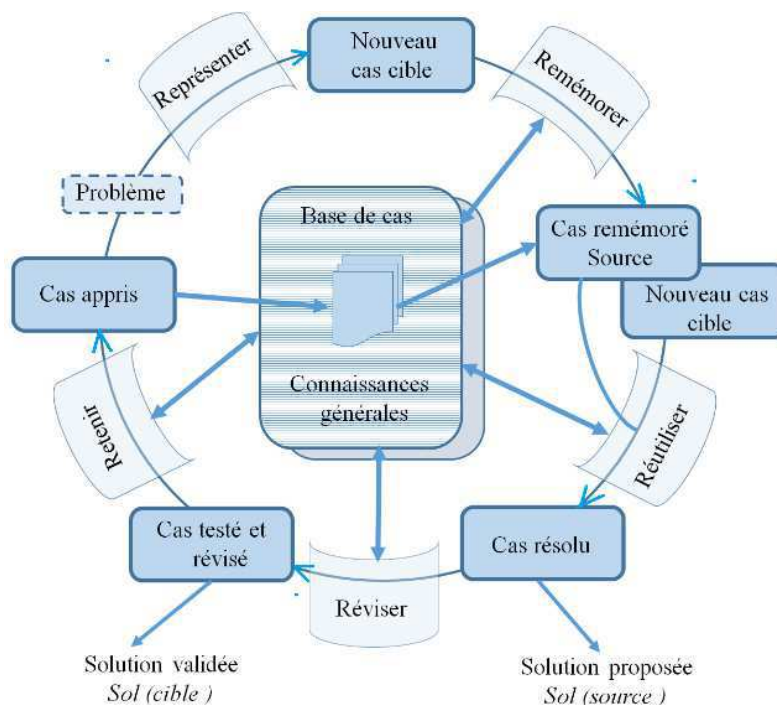 Nouveau
cas cible
Représenter
Remémorer
Problème
Base de cas
Cas remémoré
Source
Cas appris
Nouveau cas
cible
Connaissances
générales
Retenir
Réutiliser
Cas testé et
révisé
Cas résolu
Réviser
Solution validée
Sol (cible )
Solution proposée
Sol (source )